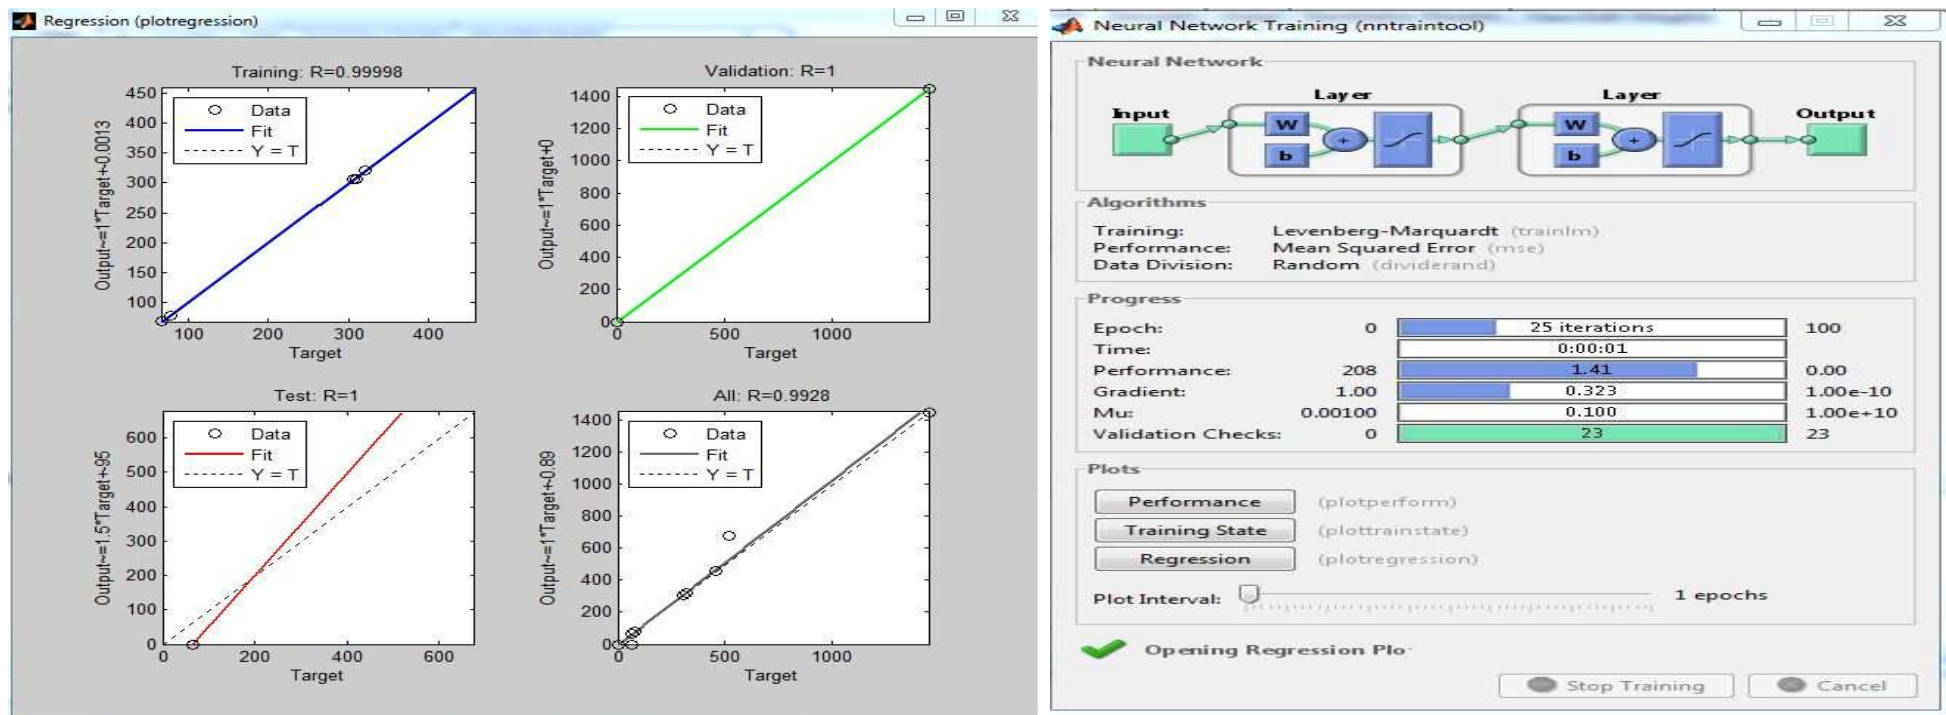 Regression (plotregression)
Training: R=0.99998
Output~=1*Target+-0.0013
450
400
350
300
250
200
150
100
Data
Fit
Y = T
100 200 300 400
Target
Validation: R=1
Output~=1*Target+0
1400
1200
1000
800
600
400
200
0
Data
Fit
Y = T
0 500 1000
Target
Test: R=1
Output~=1.5*Target+-95
600
500
400
300
200
100
0
Data
Fit
Y = T
0 200 400 600
Target
All: R=0.9928
Output~=1*Target+-0.89
1400
1200
1000
800
600
400
200
0
Data
Fit
Y = T
0 500 1000
Target
Neural Network Training (nntraintool)
Neural Network
Layer Layer
Input Output
W W
+ +
b b
Algorithms
Training: Levenberg-Marquardt (trainlm)
Performance: Mean Squared Error (mse)
Data Division: Random (dividerand)
Progress
Epoch: 0 25 iterations 100
Time: 0:00:01
Performance: 208 1.41 0.00
Gradient: 1.00 0.323 1.00e-10
Mu: 0.00100 0.100 1.00e+10
Validation Checks: 0 23 23
Plots
Performance (plotperform)
Training State (plottrainstate)
Regression (plotregression)
Plot Interval: 1 epochs
Opening Regression Plo
Stop Training Cancel